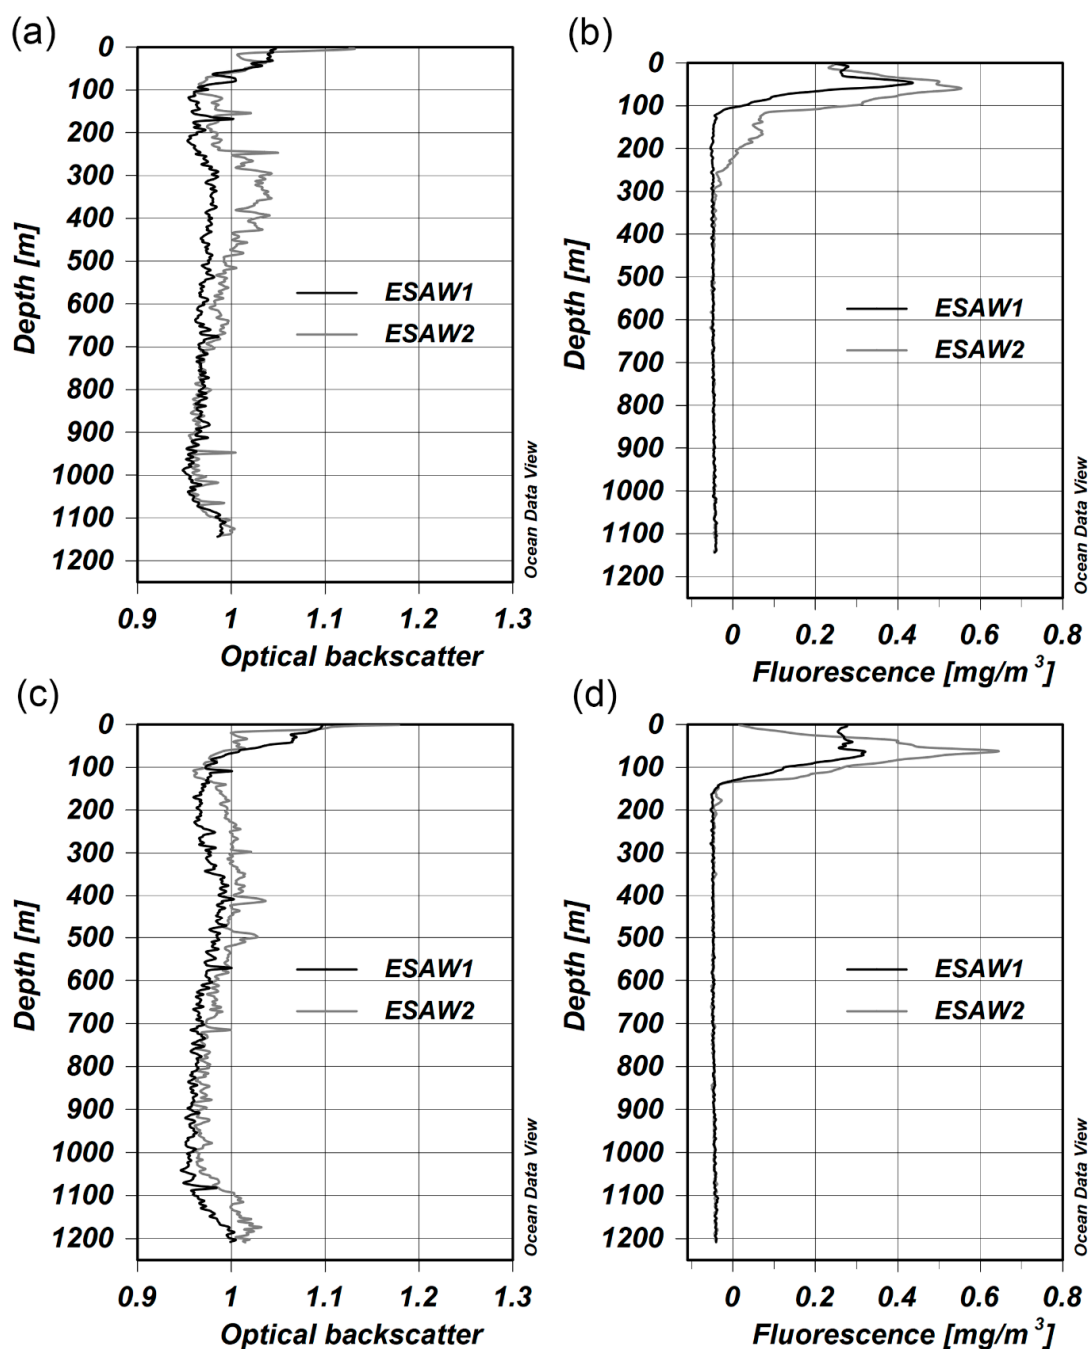 (a)
0
100
200
300
400
500
600
700
800
900
1000
1100
1200
Depth [m]
ESAW1
ESAW2
Ocean Data View
0.9 1 1.1 1.2 1.3
Optical backscatter
(b)
0
100
200
300
400
500
600
700
800
900
1000
1100
1200
Depth [m]
ESAW1
ESAW2
Ocean Data View
0 0.2 0.4 0.6 0.8
Fluorescence [mg/m³]
(c)
0
100
200
300
400
500
600
700
800
900
1000
1100
1200
Depth [m]
ESAW1
ESAW2
Ocean Data View
0.9 1 1.1 1.2 1.3
Optical backscatter
(d)
0
100
200
300
400
500
600
700
800
900
1000
1100
1200
Depth [m]
ESAW1
ESAW2
Ocean Data View
0 0.2 0.4 0.6 0.8
Fluorescence [mg/m³]